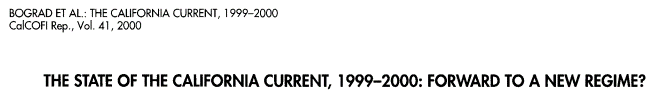 BOGRAD ET AL.: THE CALIFORNIA CURRENT, 1999–2000
CalCOFI Rep., Vol. 41, 2000
THE STATE OF THE CALIFORNIA CURRENT, 1999–2000: FORWARD TO A NEW REGIME?